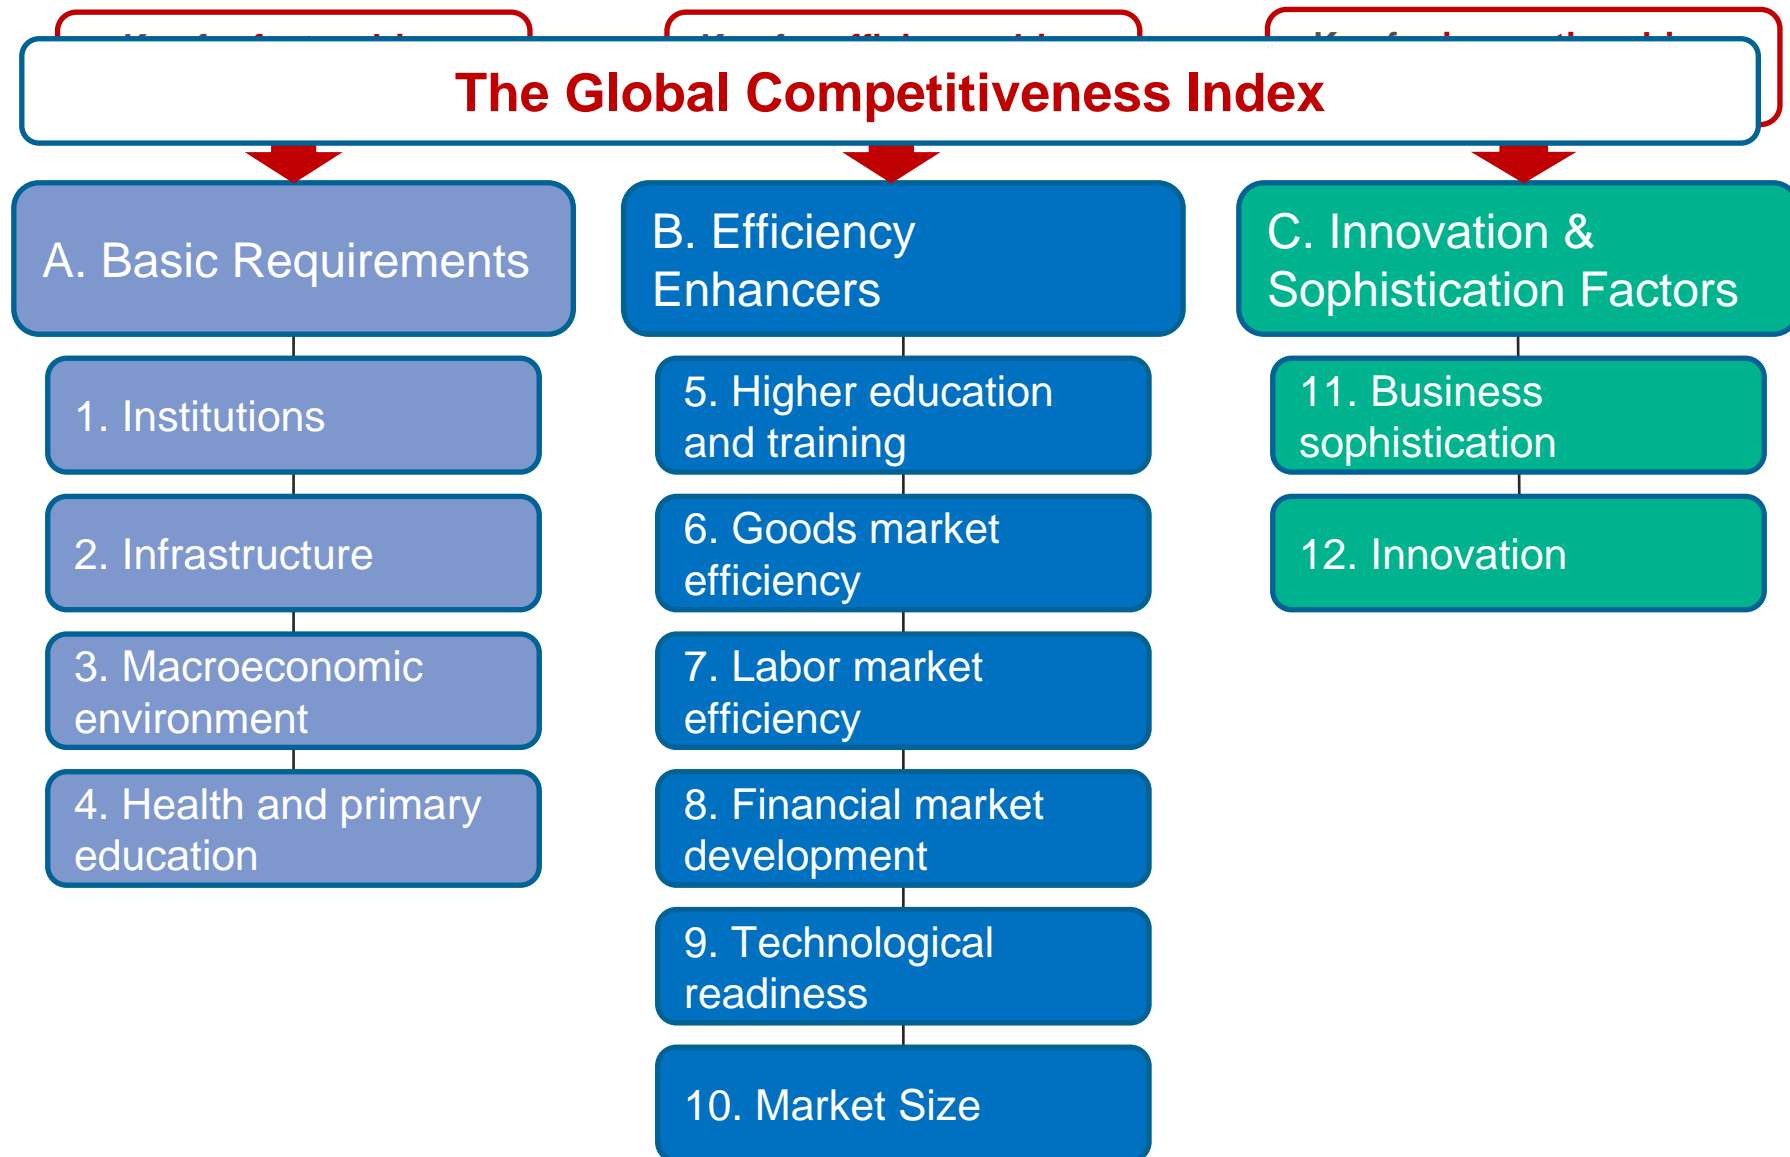 The Global Competitiveness Index
A. Basic Requirements
1. Institutions
2. Infrastructure
3. Macroeconomic
environment
4. Health and primary
education
B. Efficiency
Enhancers
5. Higher education
and training
6. Goods market
efficiency
7. Labor market
efficiency
8. Financial market
development
9. Technological
readiness
10. Market Size
C. Innovation &
Sophistication Factors
11. Business
sophistication
12. Innovation